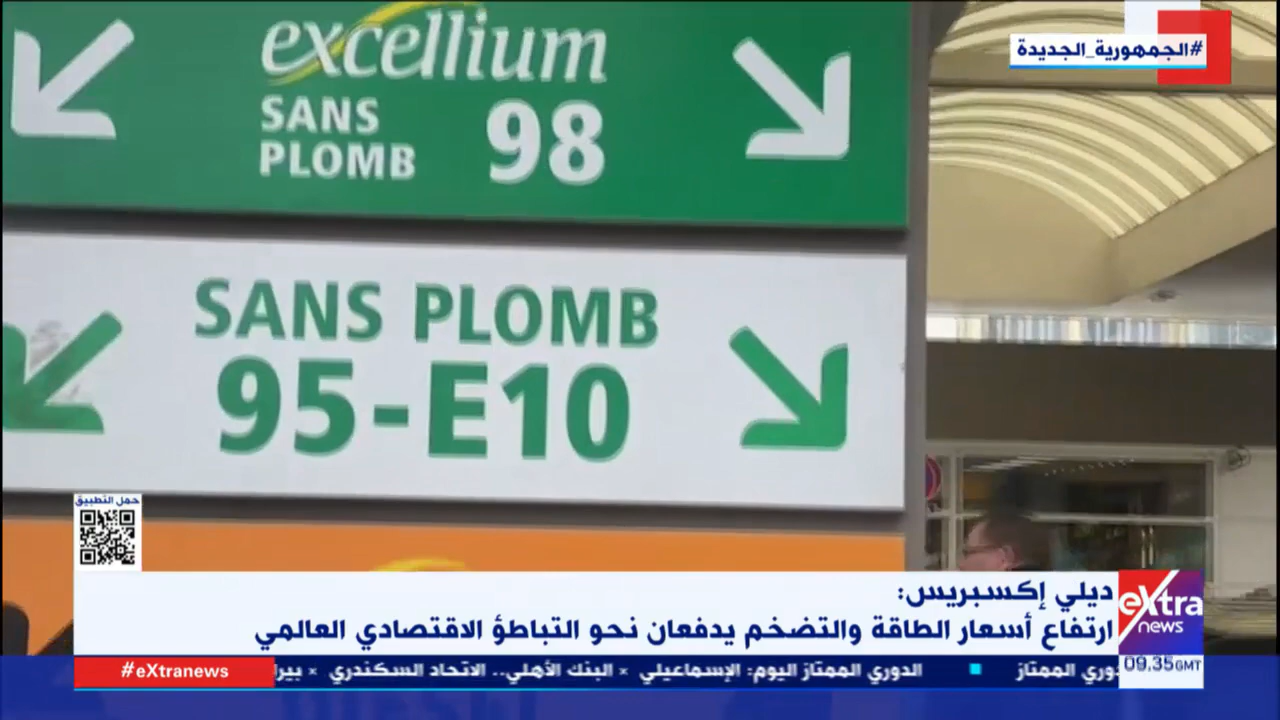 #الجمهورية_الجديدة
excellium
SANS
PLOMB 98
SANS PLOMB
95-E10
حمل التطبيق
ديلي إكسبريس:
ارتفاع أسعار الطاقة والتضخم يدفعان نحو التباطؤ الاقتصادي العالمي
eXtra
news
09.35GMT
الممتاز ■ الدوري الممتاز اليوم: الإسماعيلي × البنك الأهلي.. الاتحاد السكندري ×
#eXtranews